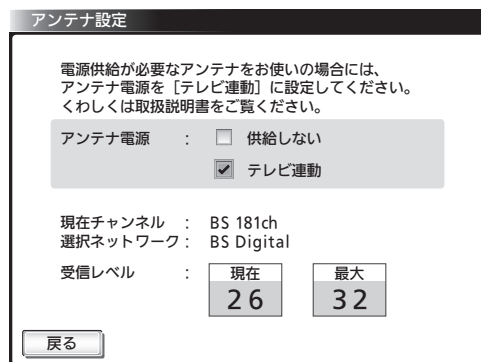 アンテナ設定
電源供給が必要なアンテナをお使いの場合には、
アンテナ電源を［テレビ連動］に設定してください。
くわしくは取扱説明書をご覧ください。
アンテナ電源 : 供給しない
テレビ連動
現在チャンネル : BS 181ch
選択ネットワーク : BS Digital
受信レベル : 現在 最大
26 32
戻る